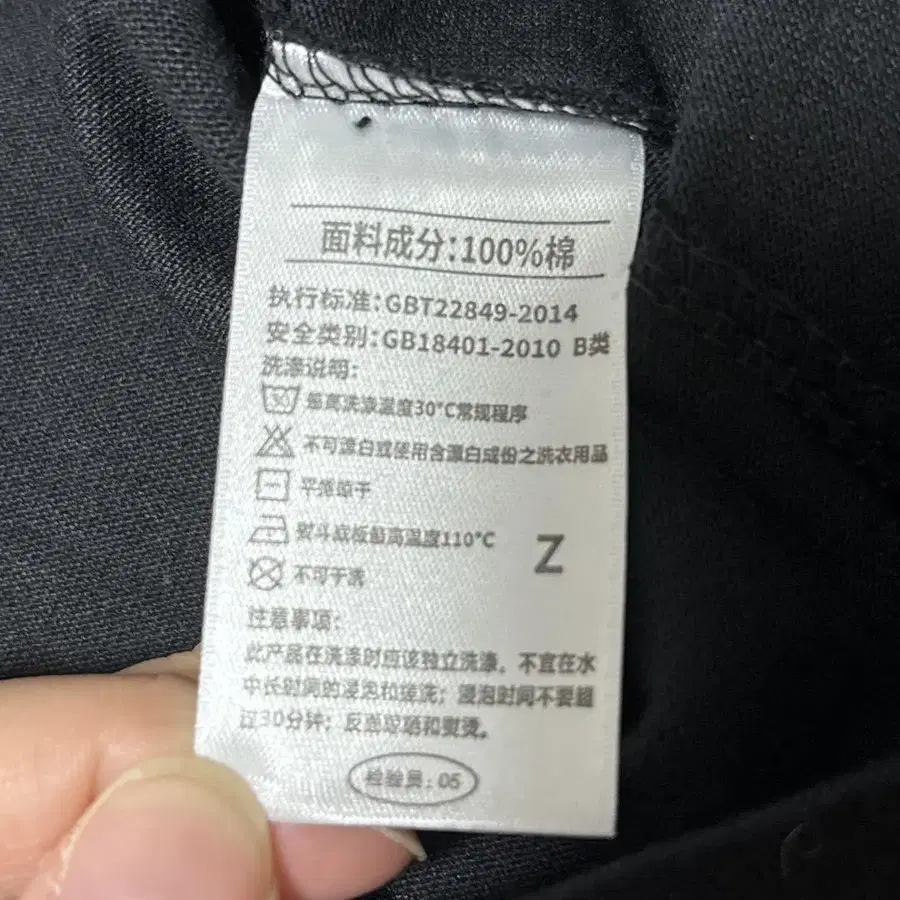 面料成分:100%棉
执行标准:GBT22849-2014
安全类别:GB18401-2010 B类
洗涤说明:
30 最高洗涤温度30°C常规程序
不可漂白或使用含漂白成份之洗衣用品
平摊晾干
熨斗底板最高温度110°C
Z
不可干洗
注意事项:
此产品在洗涤时应该独立洗涤，不宜在水
中长时间的浸泡和搓洗；浸泡时间不要超
过30分钟；反面晾晒和熨烫。
检验员:05